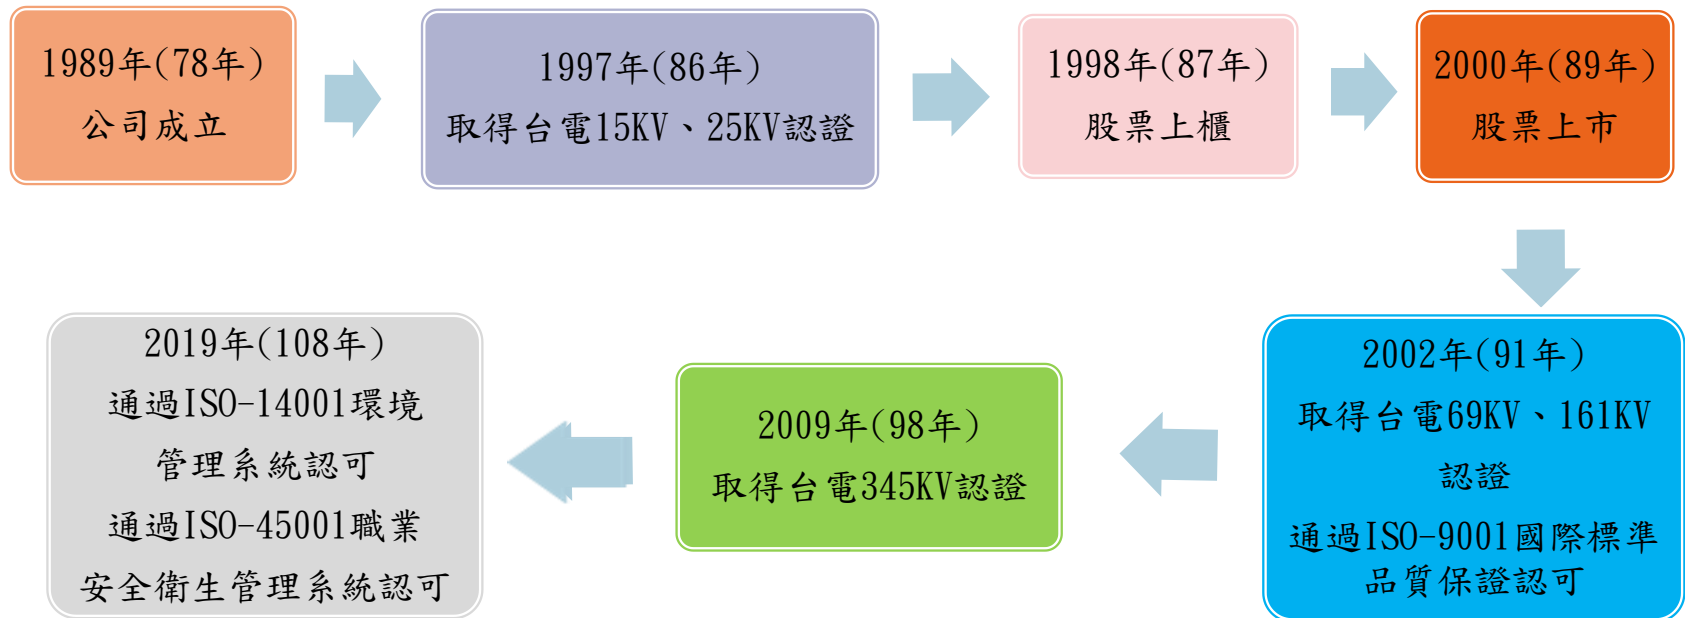 1989年(78年)
公司成立
1997年(86年)
取得台電15KV、25KV認證
1998年(87年)
股票上櫃
2000年(89年)
股票上市
2002年(91年)
取得台電69KV、161KV
認證
通過ISO-9001國際標準
品質保證認可
2009年(98年)
取得台電345KV認證
2019年(108年)
通過ISO-14001環境
管理系統認可
通過ISO-45001職業
安全衛生管理系統認可